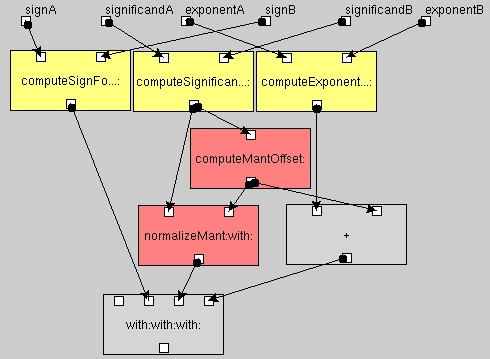 signA
significandA
exponentA
signB
significandB
exponentB
computeSignFo...:
computeSignifican...:
computeExponent...:
computeMantOffset:
normalizeMant:with:
+
with:with:with: